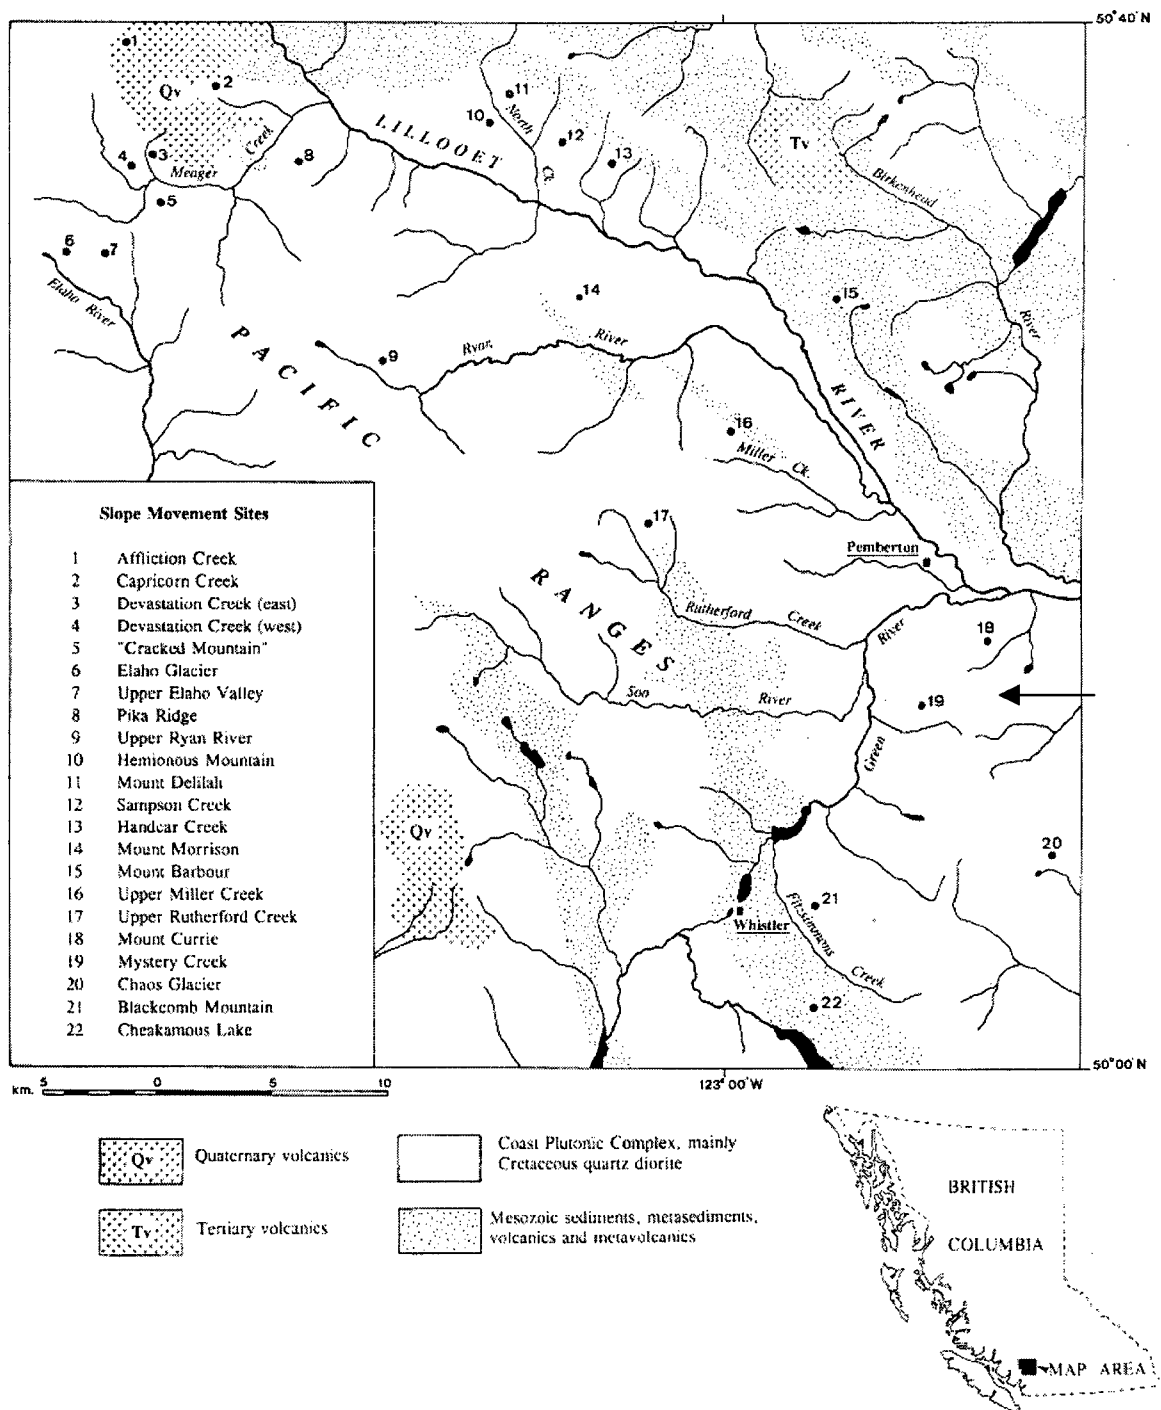 50°40'N
1
2
Qv
11
10
North
Ck.
12
13
LILLOOET
Tv
Creek
3
4
8
Meager
Birkenhead
5
6
7
14
15
River
Elaho River
PACIFIC
Ryan
River
9
RIVER
16
Miller Ck.
Slope Movement Sites
1 Affliction Creek
2 Capricorn Creek
3 Devastation Creek (east)
4 Devastation Creek (west)
5 "Cracked Mountain"
6 Elaho Glacier
7 Upper Elaho Valley
8 Pika Ridge
9 Upper Ryan River
10 Hemionous Mountain
11 Mount Delilah
12 Sampson Creek
13 Handcar Creek
14 Mount Morrison
15 Mount Barbour
16 Upper Miller Creek
17 Upper Rutherford Creek
18 Mount Currie
19 Mystery Creek
20 Chaos Glacier
21 Blackcomb Mountain
22 Cheakamous Lake
17
Pemberton
RANGES
Rutherford Creek
River
18
Soo River
19
Green
Qv
20
21
Whistler
Fitzsimmons
Creek
22
50°00'N
km. 5 0 5 10
123°00'W
Qv Quaternary volcanics
Coast Plutonic Complex, mainly
Cretaceous quartz diorite
Tv Tertiary volcanics
Mesozoic sediments, metasediments,
volcanics and metavolcanics
BRITISH
COLUMBIA
MAP AREA